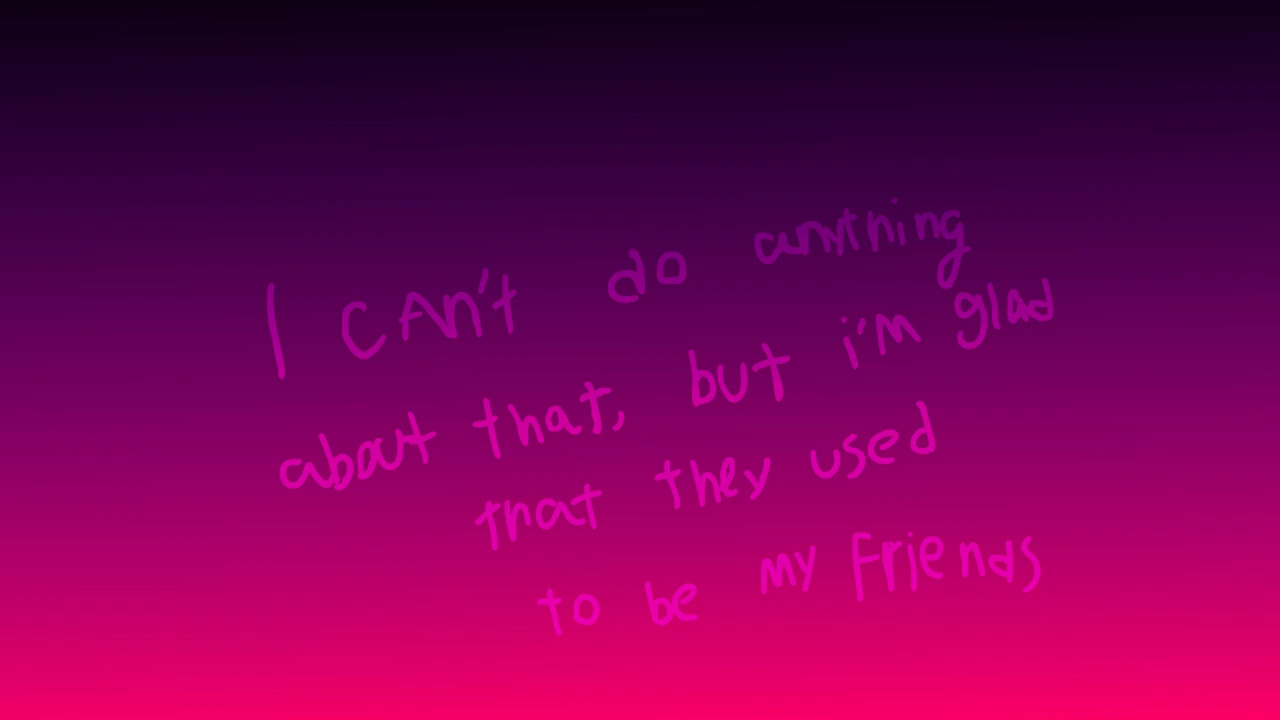 I CAN't do anything
about that, but i'm glad
that they used
to be my Friends